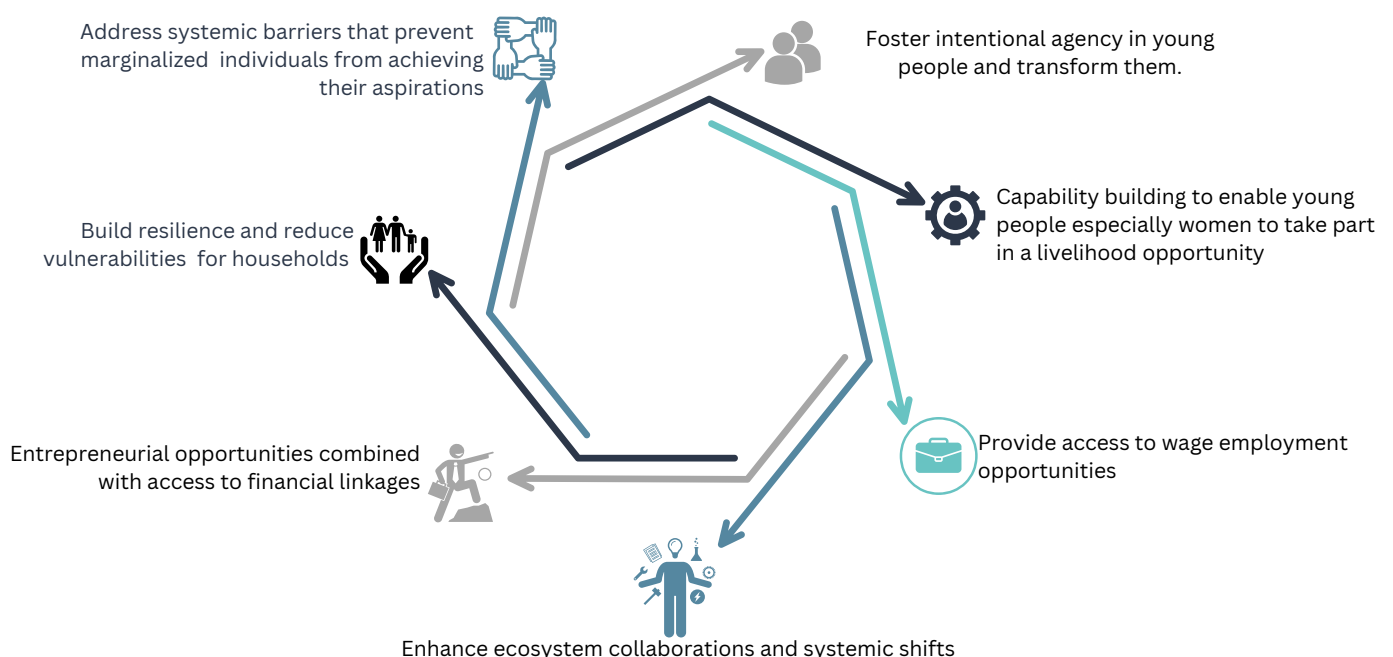 Address systemic barriers that prevent
marginalized individuals from achieving
their aspirations
Foster intentional agency in young
people and transform them.
Capability building to enable young
people especially women to take part
in a livelihood opportunity
Build resilience and reduce
vulnerabilities for households
Provide access to wage employment
opportunities
Entrepreneurial opportunities combined
with access to financial linkages
Enhance ecosystem collaborations and systemic shifts